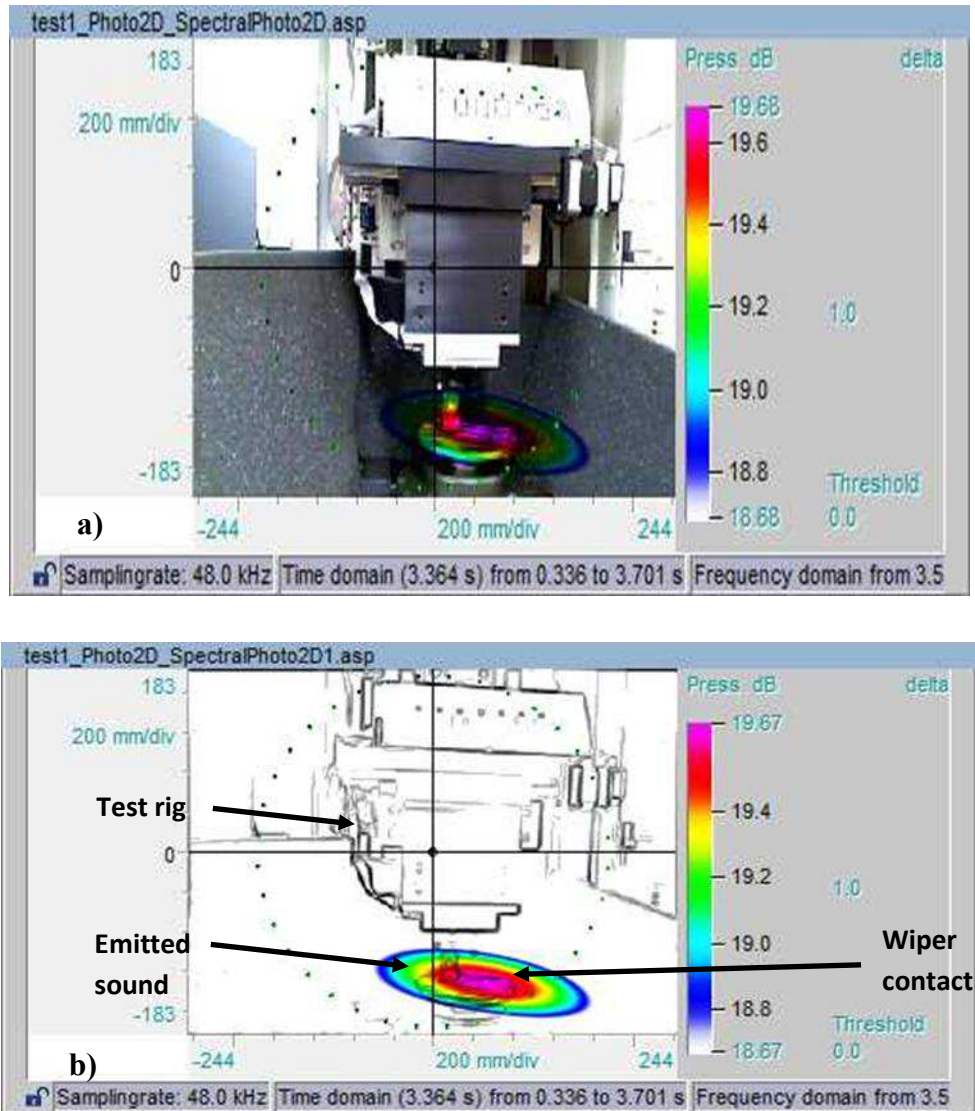 test1_Photo2D_SpectralPhoto2D.asp
183
Press dB
delta
200 mm/div
19.68
19.6
19.4
0
19.2
1.0
19.0
-183
18.8
Threshold
a)
-244
200 mm/div
244
18.68
0.0
Samplingrate: 48.0 kHz
Time domain (3.364 s) from 0.336 to 3.701 s
Frequency domain from 3.5
test1_Photo2D_SpectralPhoto2D1.asp
183
Press dB
delta
200 mm/div
19.67
Test rig
19.4
0
19.2
1.0
Emitted
sound
19.0
Wiper
contact
-183
18.8
Threshold
b)
-244
200 mm/div
244
18.67
0.0
Samplingrate: 48.0 kHz
Time domain (3.364 s) from 0.336 to 3.701 s
Frequency domain from 3.5